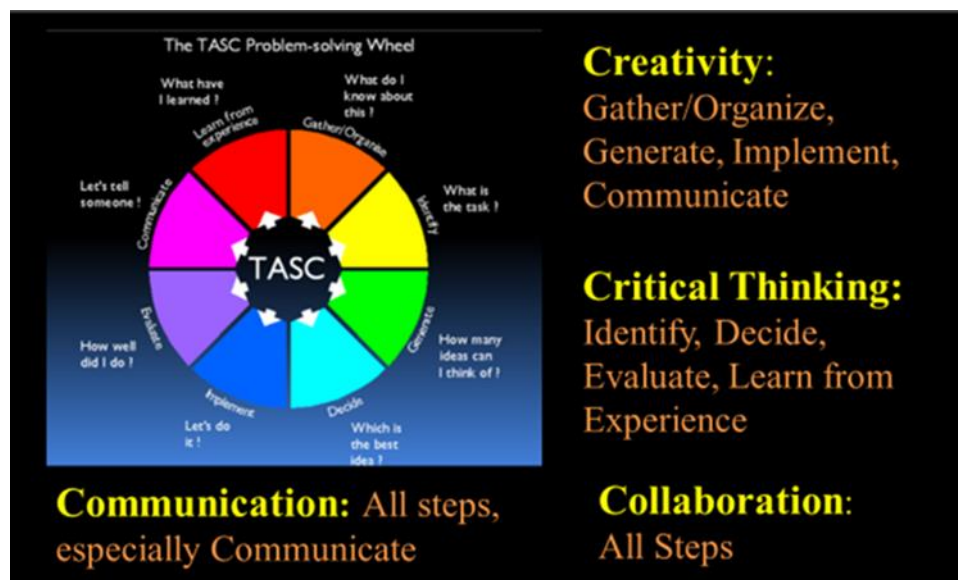 The TASC Problem-solving Wheel
What have
I learned ?
What do I
know about
this ?
Learn from
experience
Gather/Organise
Let's tell
someone !
Communicate
Identify
What is
the task ?
TASC
Evaluate
Generate
How well
did I do ?
How many
ideas can
I think of ?
Implement
Decide
Let's do
it !
Which is
the best
idea ?
Creativity:
Gather/Organize,
Generate, Implement,
Communicate
Critical Thinking:
Identify, Decide,
Evaluate, Learn from
Experience
Communication: All steps,
especially Communicate
Collaboration:
All Steps